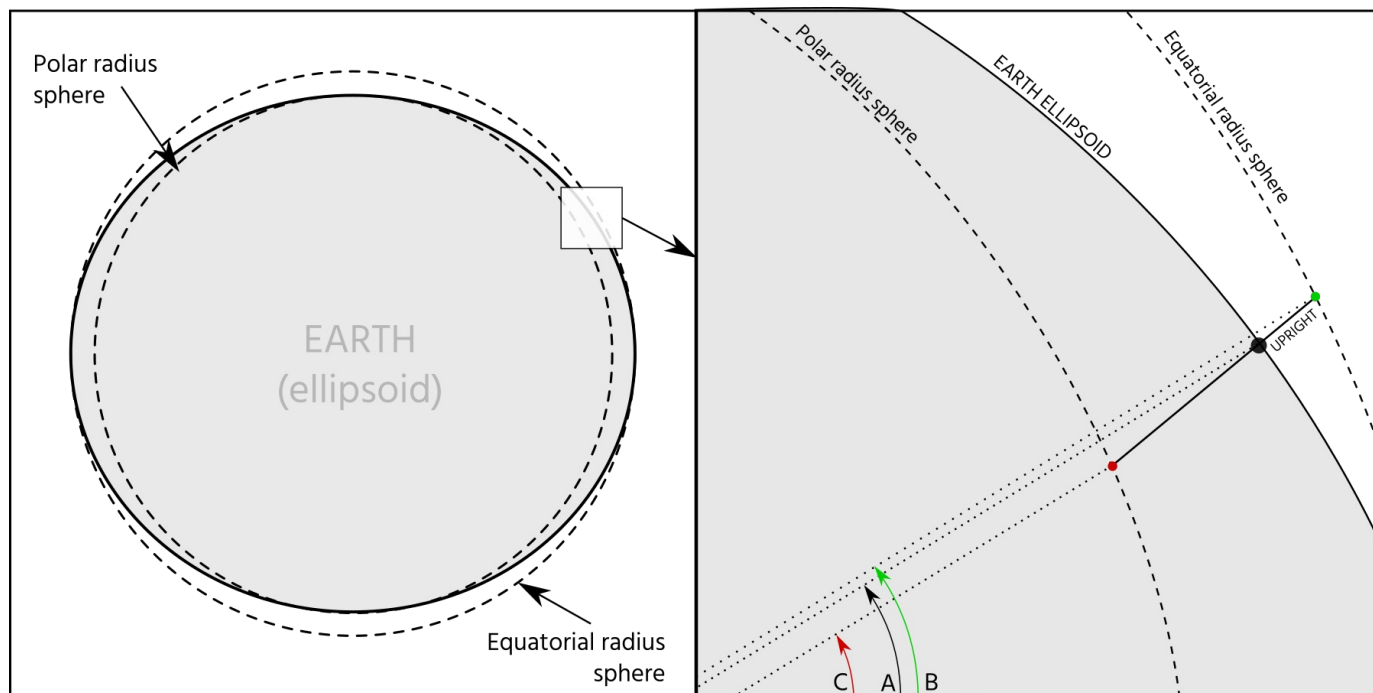 Polar radius
sphere
EARTH
(ellipsoid)
Equatorial radius
sphere
Polar radius sphere
EARTH ELLIPSOID
Equatorial radius sphere
UPRIGHT
C
A
B